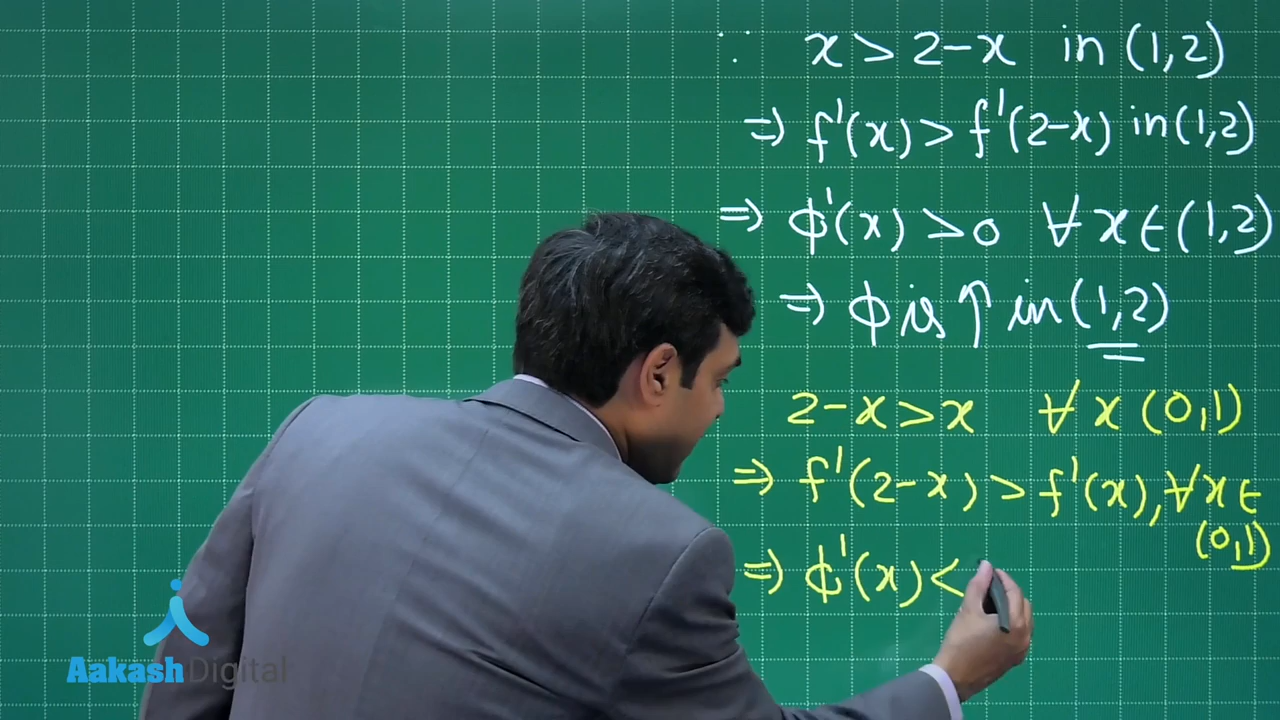 ∵ x > 2-x in (1,2)
⇒ f'(x) > f'(2-x) in (1,2)
⇒ ϕ'(x) > 0 ∀ x ∈ (1,2)
⇒ ϕ is ↑ in (1,2)
2-x > x ∀ x (0,1)
⇒ f'(2-x) > f'(x), ∀ x ∈
(0,1)
⇒ ϕ'(x) <
Aakash Digital